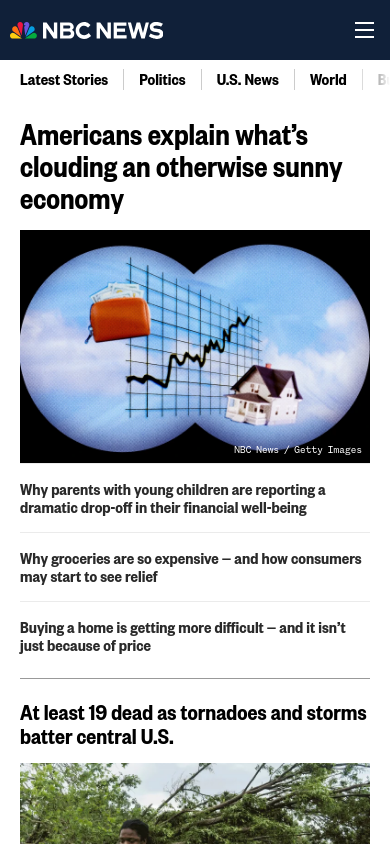 NBC NEWS
Latest Stories
Politics
U.S. News
World
Americans explain what’s
clouding an otherwise sunny
economy
NBC News / Getty Images
Why parents with young children are reporting a
dramatic drop-off in their financial well-being
Why groceries are so expensive – and how consumers
may start to see relief
Buying a home is getting more difficult – and it isn’t
just because of price
At least 19 dead as tornadoes and storms
batter central U.S.